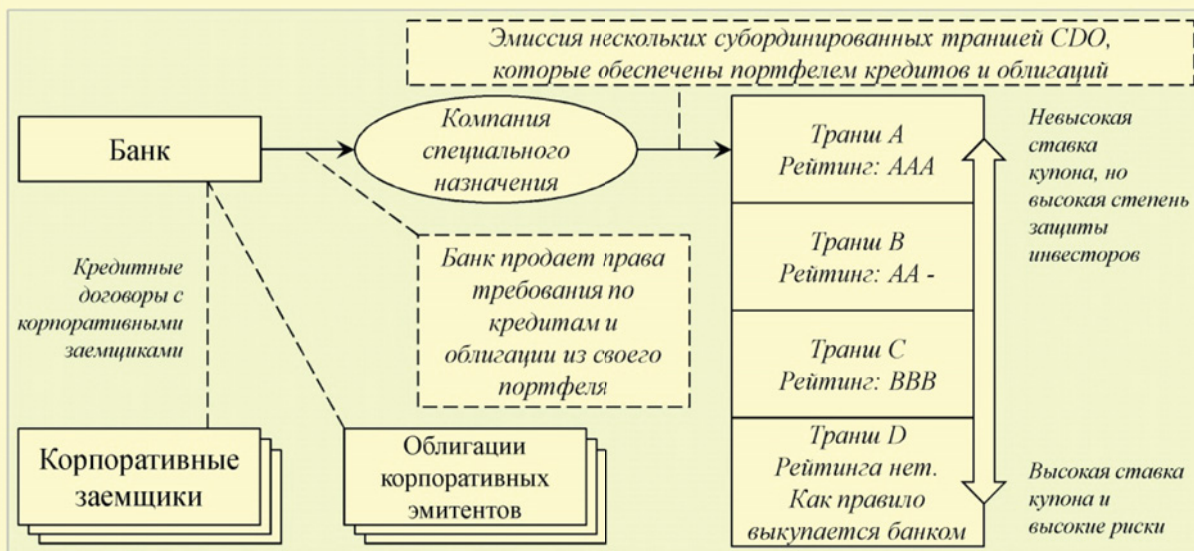 Эмиссия нескольких субординированных траншей CDO,
которые обеспечены портфелем кредитов и облигаций
Банк
Компания
специального
назначения
Транш A
Рейтинг: AAA
Невысокая
ставка
купона, но
высокая степень
защиты
инвесторов
Транш B
Рейтинг: AA -
Кредитные
договоры с
корпоративными
заемщиками
Банк продает права
требования по
кредитам и
облигации из своего
портфеля
Транш C
Рейтинг: BBB
Корпоративные
заемщики
Облигации
корпоративных
эмитентов
Транш D
Рейтинга нет.
Как правило
выкупается банком
Высокая ставка
купона и
высокие риски